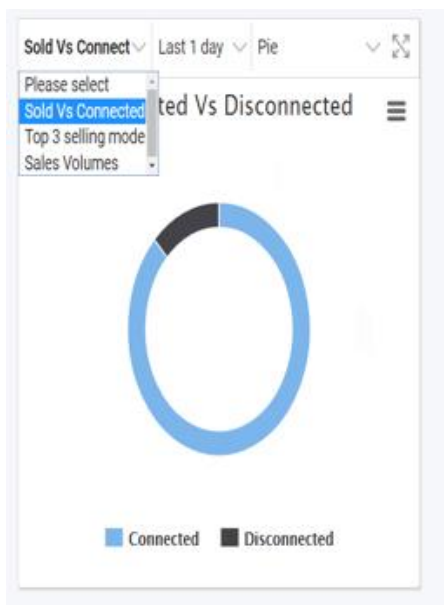 Sold Vs Connect Last 1 day Pie
Please select
Sold Vs Connected
Top 3 selling mode
Sales Volumes
ted Vs Disconnected
Connected Disconnected